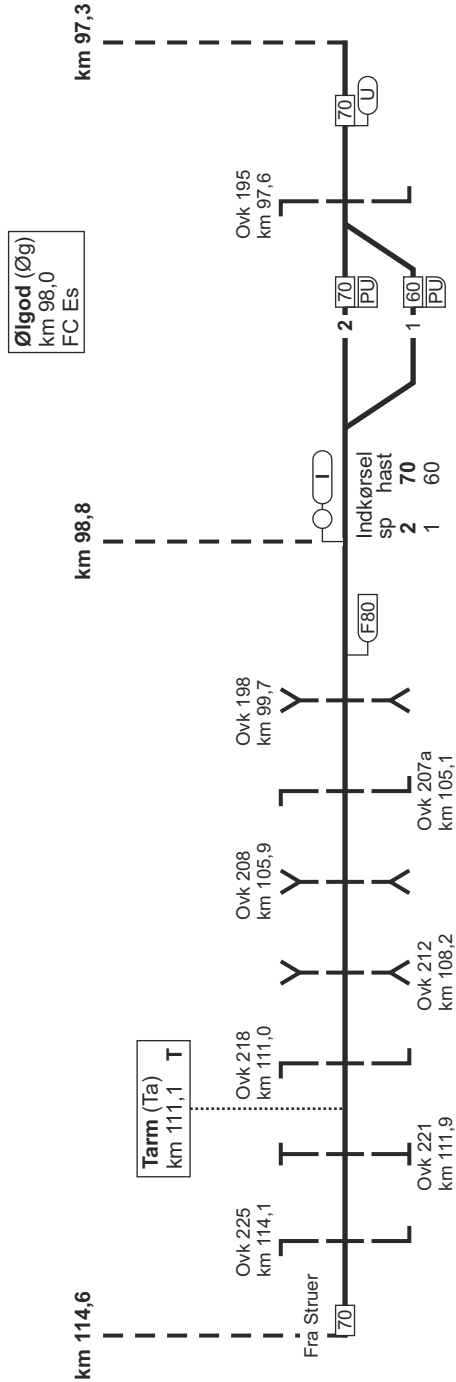 km 114,6
Fra Struer
70
Ovk 225
km 114,1
Ovk 221
km 111,9
Tarm (Ta)
km 111,1 T
Ovk 218
km 111,0
Ovk 212
km 108,2
Ovk 208
km 105,9
Ovk 207a
km 105,1
Ovk 198
km 99,7
F80
km 98,8
I
Indkørsel
sp hast
2 70
1 60
Ølgod (Øg)
km 98,0
FC Es
2 70
PU
1 60
PU
Ovk 195
km 97,6
70
U
km 97,3